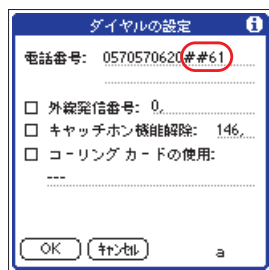 ダイヤルの設定
電話番号: 0570570620##61
外線発信番号: 0,
キャッチホン機能解除: 146,
コーリング カードの使用:
---
OK キャンセル a